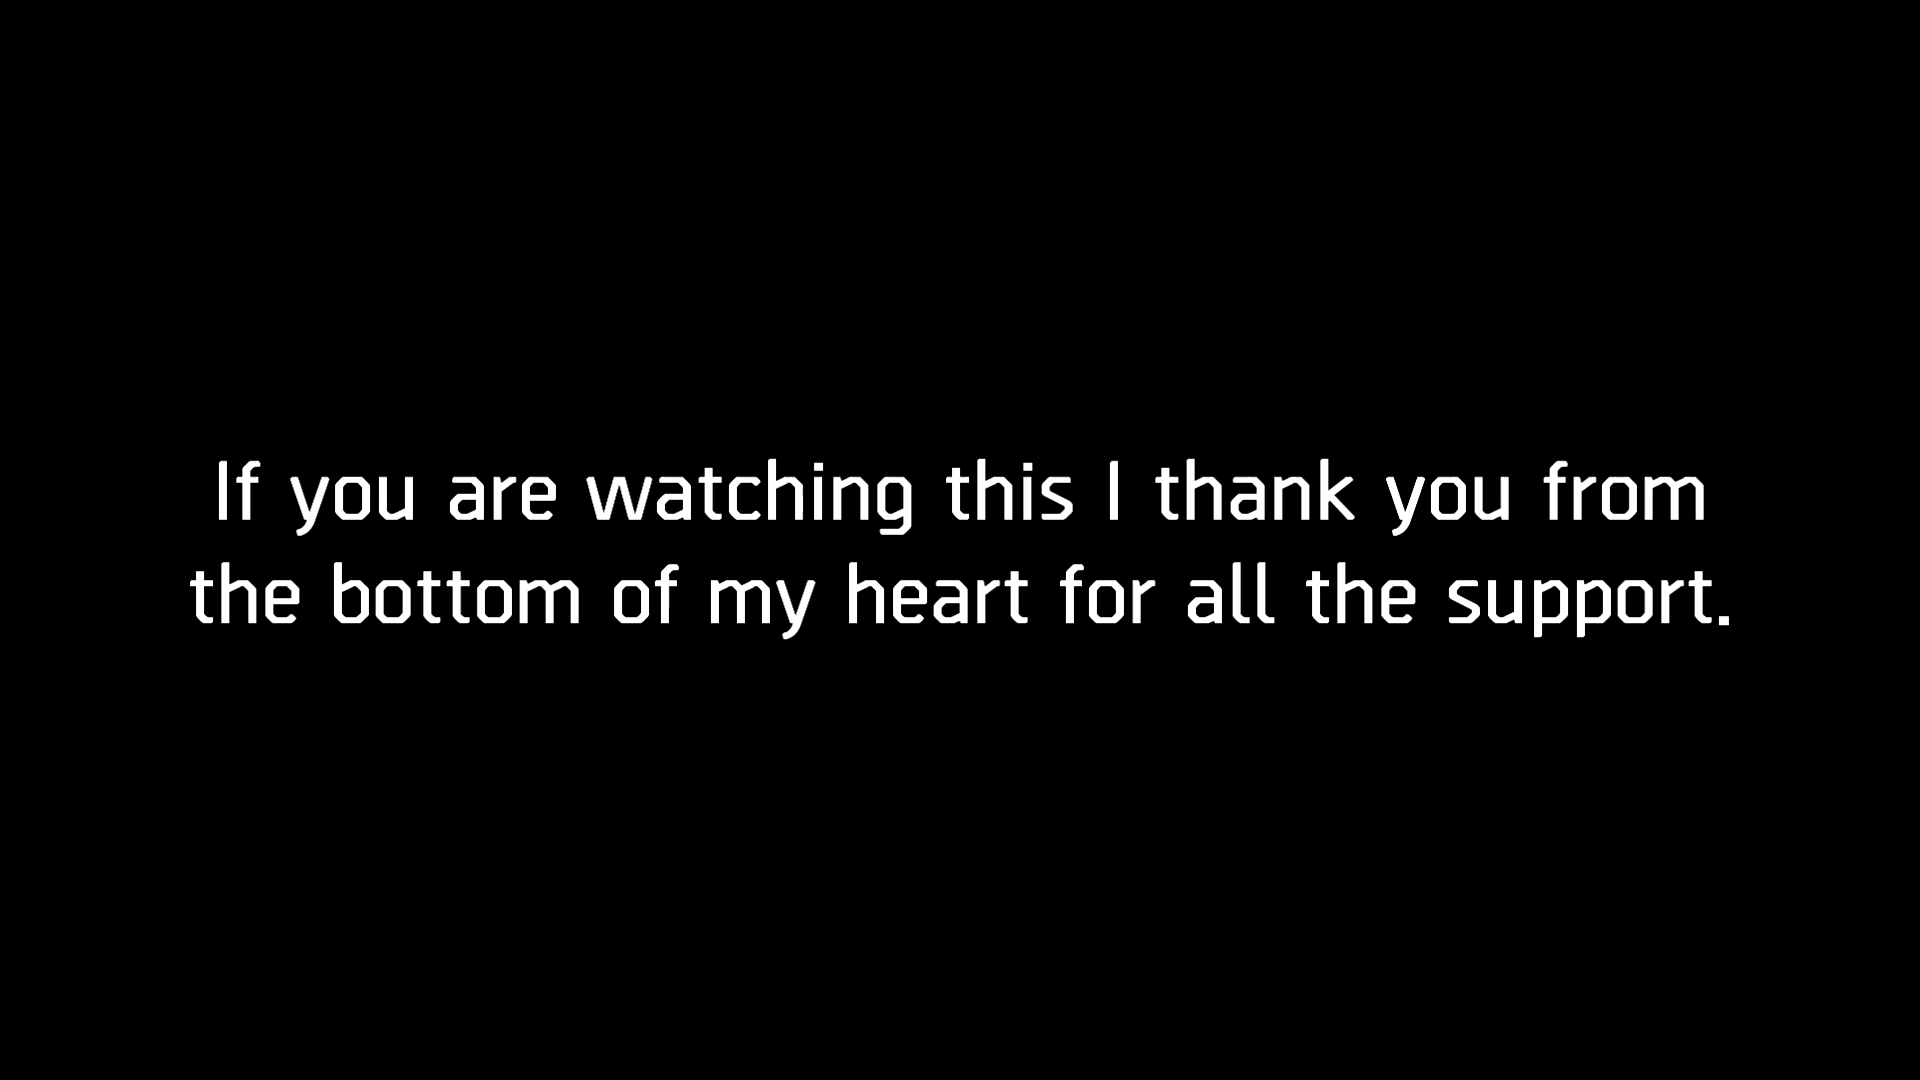 If you are watching this I thank you from
the bottom of my heart for all the support.